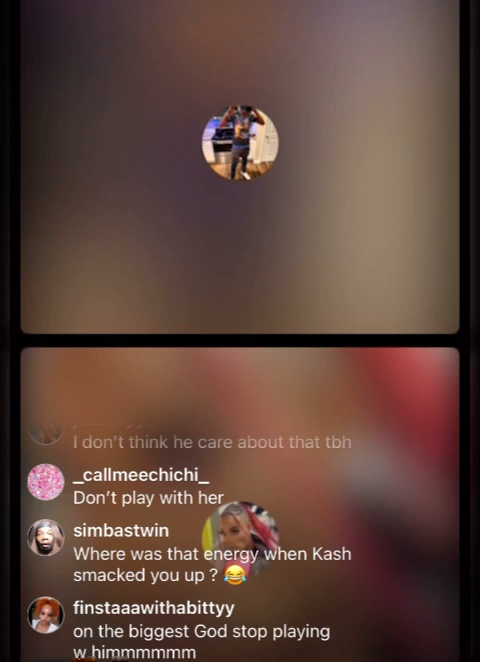 I don't think he care about that tbh
_callmeechichi_
Don't play with her
simbastwin
Where was that energy when Kash
smacked you up ? 😂
finstaaawithabittyy
on the biggest God stop playing
w himmmmmm